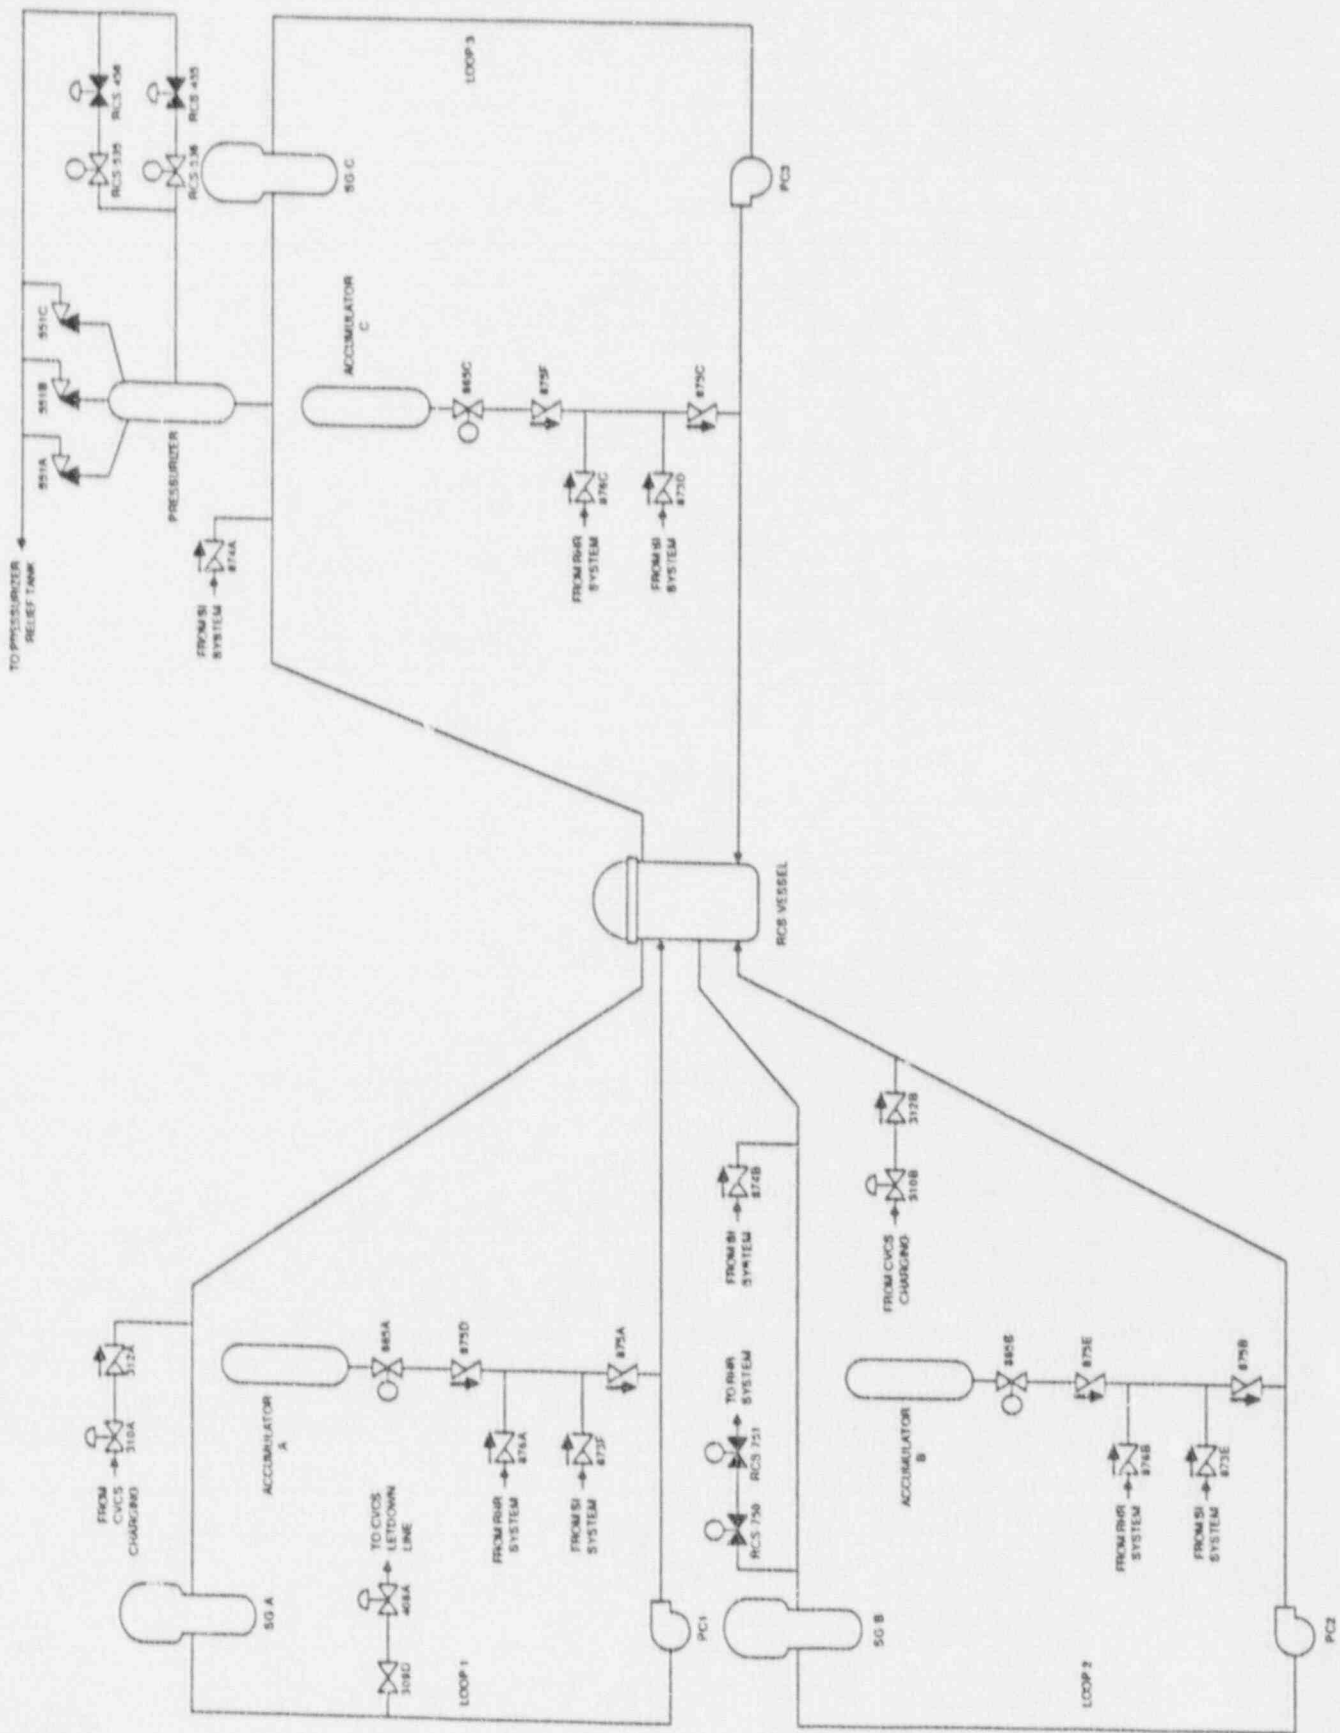 TO PRESSURIZER
RELIEF TANK
551A
551B
551C
PRESSURIZER
RCS-535
RCS-456
RCS-536
RCS-455
LOOP 3
SG C
FROM SI
SYSTEM
874A
ACCUMULATOR
C
865C
875F
FROM RHR
SYSTEM
876C
FROM SI
SYSTEM
873D
875C
PC3
RCS VESSEL
FROM
CVCS
CHARGING
310A
312A
SG A
ACCUMULATOR
A
865A
875D
TO CVCS
LETDOWN
LINE
309D
FROM RHR
SYSTEM
876A
FROM SI
SYSTEM
873F
875A
LOOP 1
PC1
FROM SI
SYSTEM
874B
TO RHR
SYSTEM
RCS-750
RCS-751
SG B
FROM CVCS
CHARGING
310B
312B
ACCUMULATOR
B
865B
875E
FROM RHR
SYSTEM
876B
FROM SI
SYSTEM
873E
875B
LOOP 2
PC2